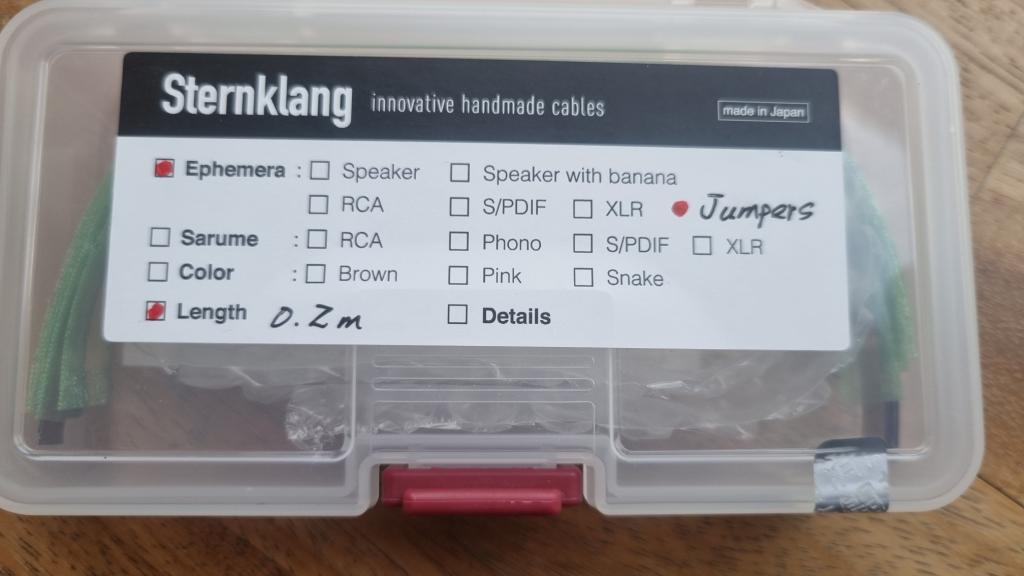 Sternklang innovative handmade cables made in Japan
Ephemera : Speaker Speaker with banana
RCA S/PDIF XLR Jumpers
Sarume : RCA Phono S/PDIF XLR
Color : Brown Pink Snake
Length 0.2m Details